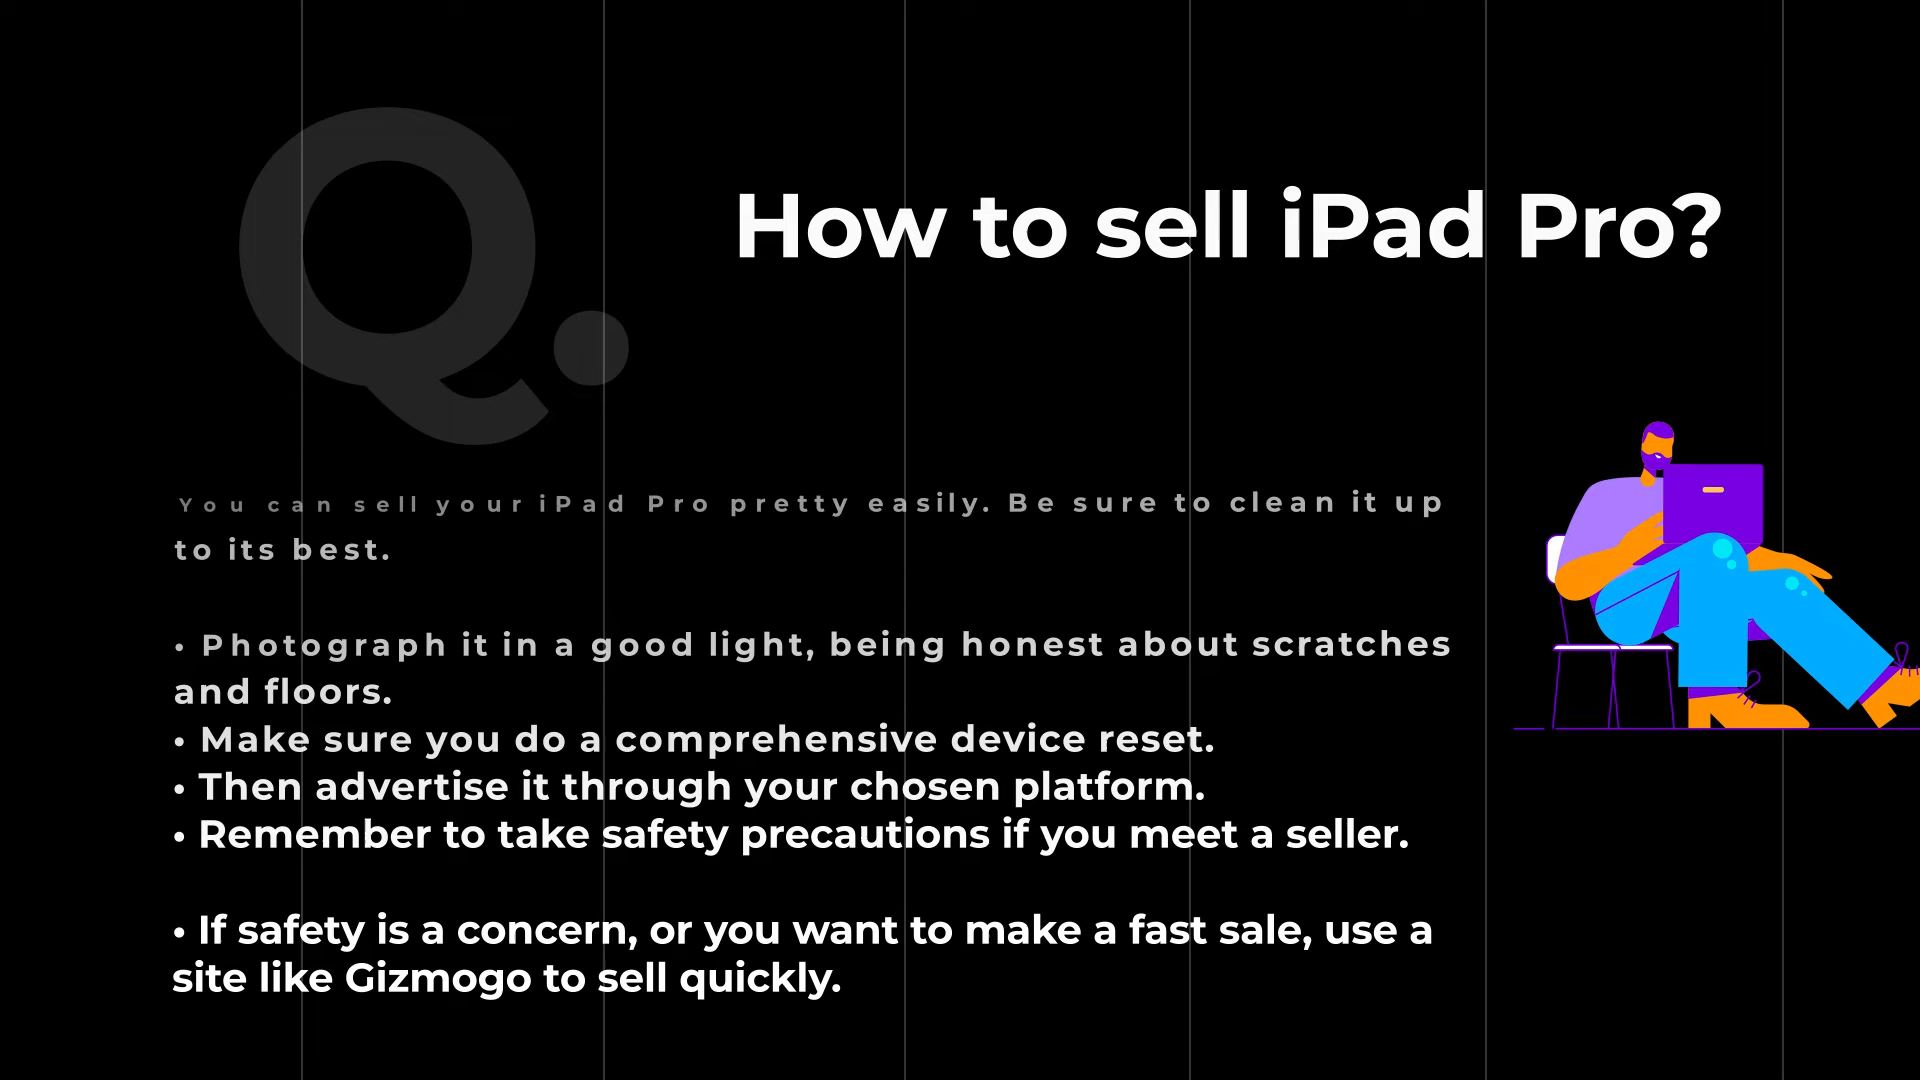 Q.
How to sell iPad Pro?
You can sell your iPad Pro pretty easily. Be sure to clean it up
to its best.
• Photograph it in a good light, being honest about scratches
and floors.
• Make sure you do a comprehensive device reset.
• Then advertise it through your chosen platform.
• Remember to take safety precautions if you meet a seller.
• If safety is a concern, or you want to make a fast sale, use a
site like Gizmogo to sell quickly.